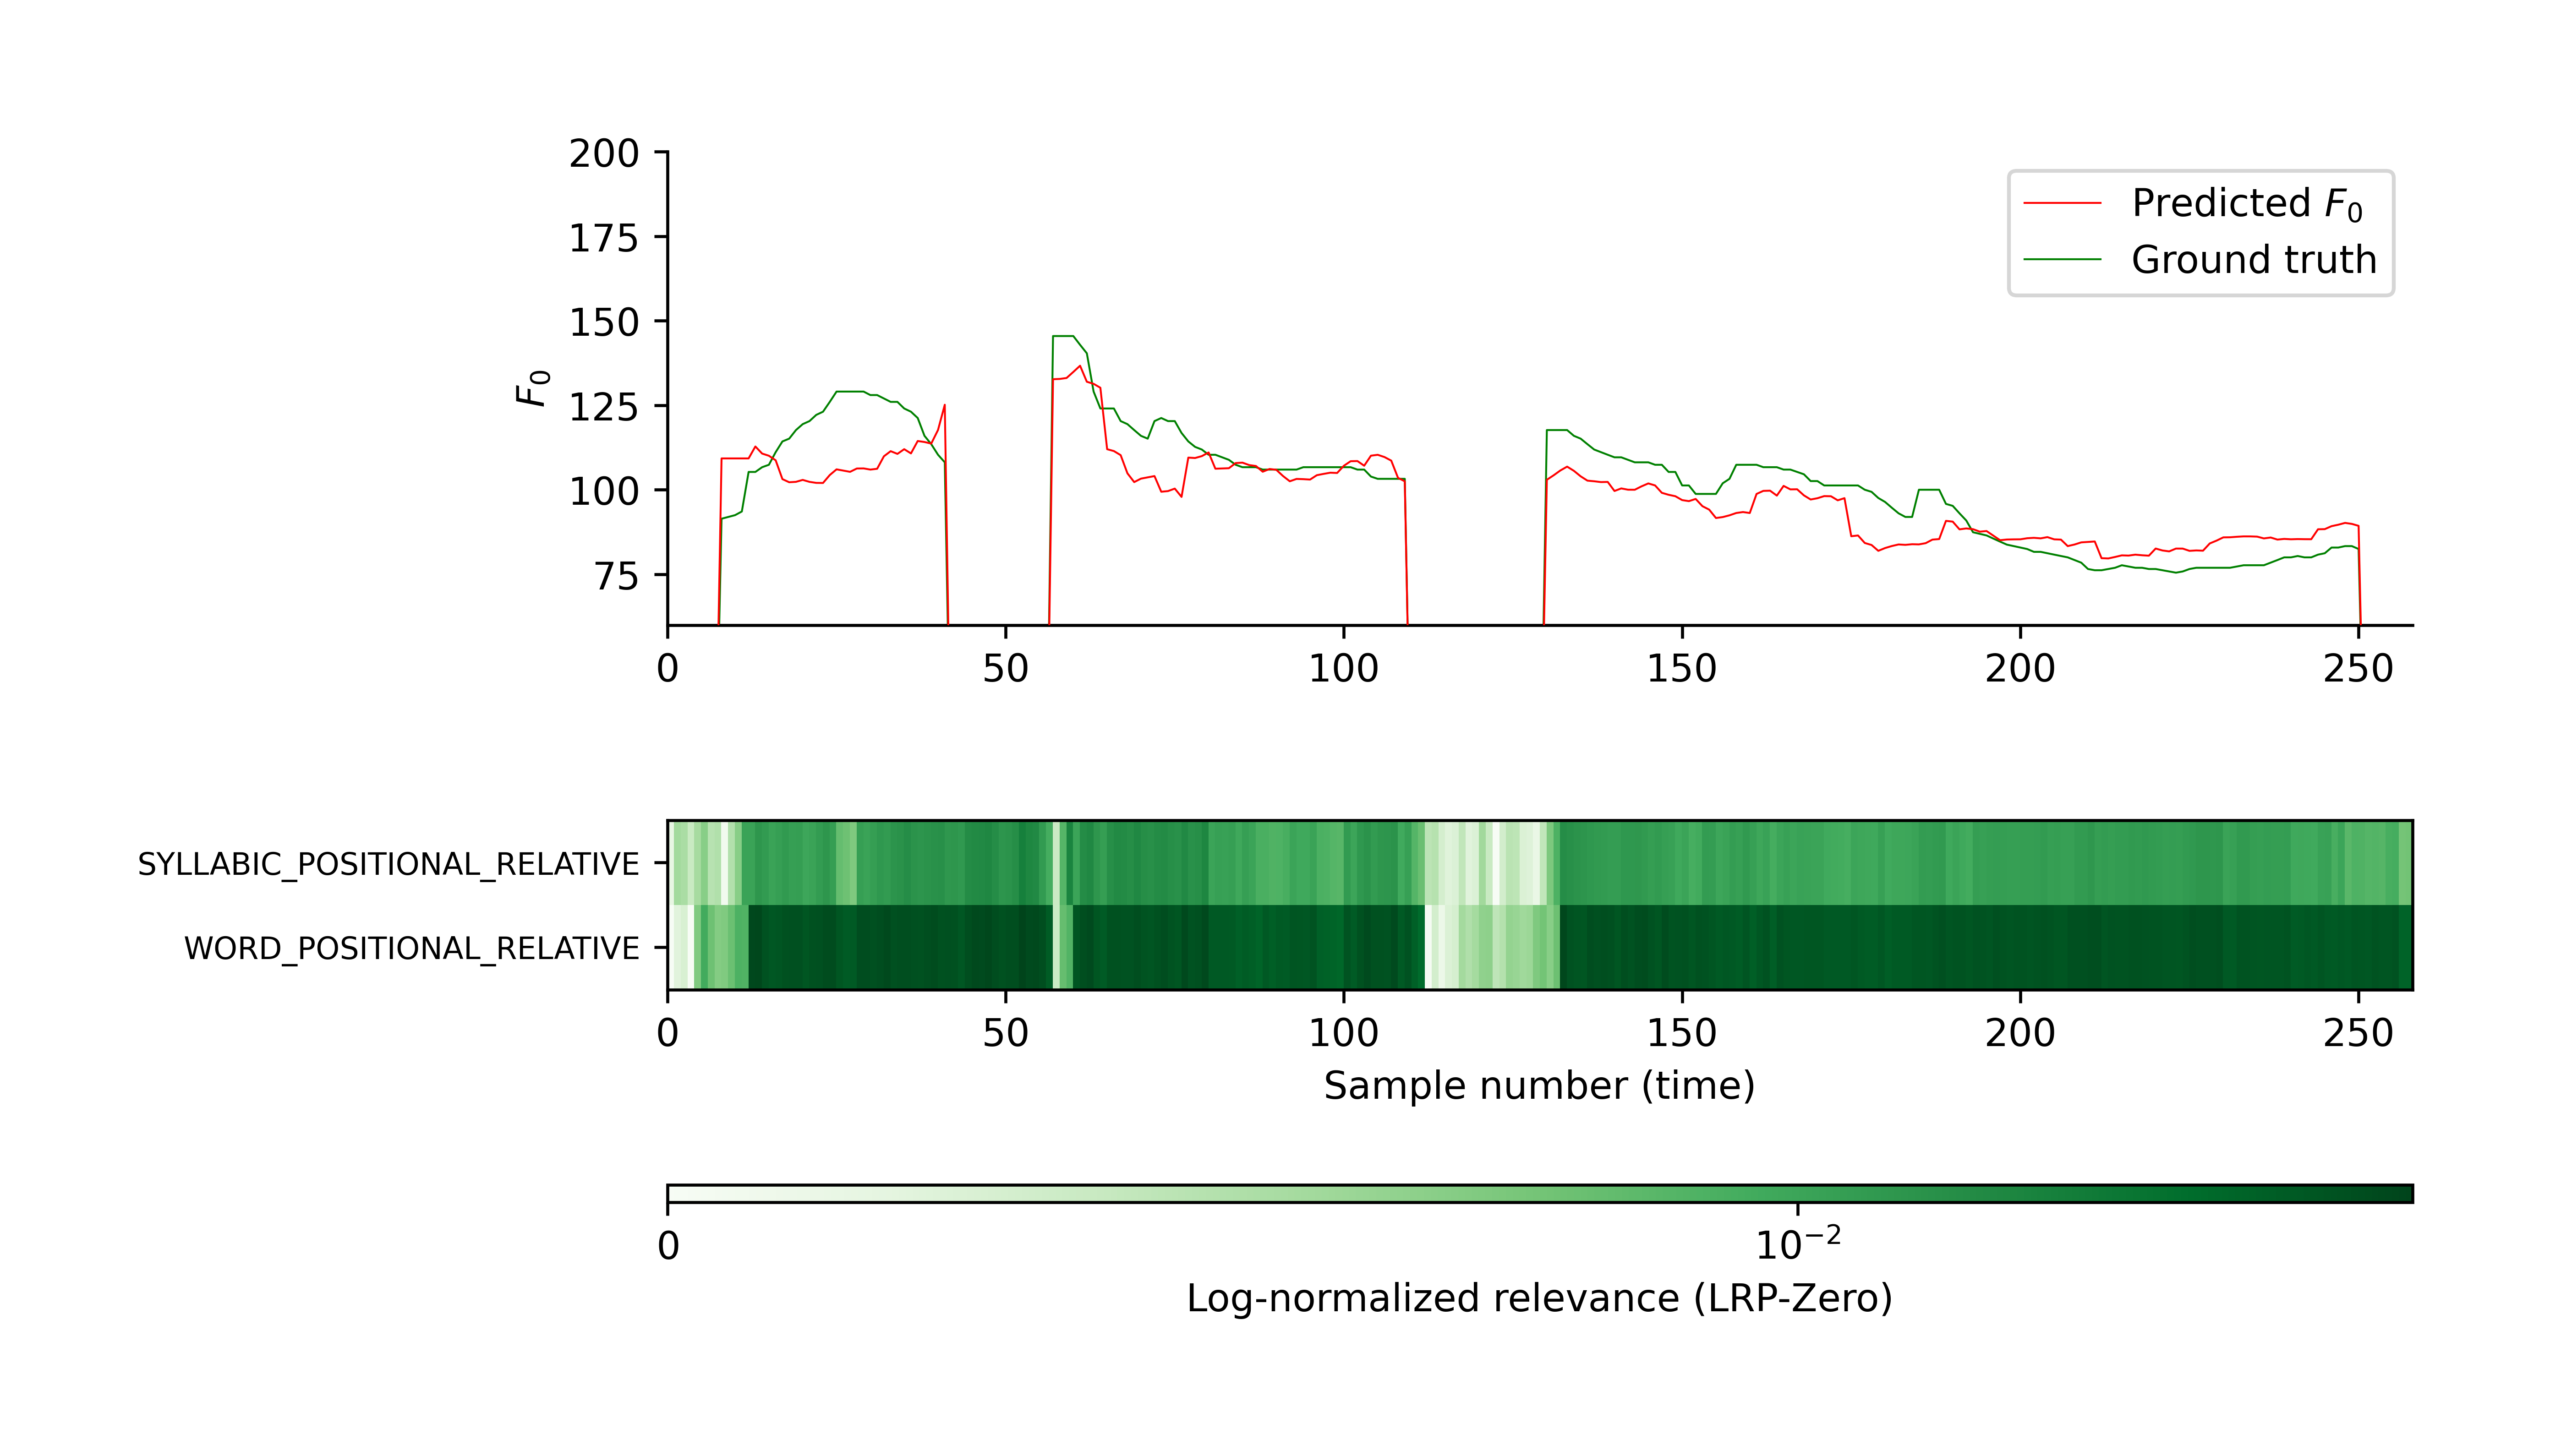 200
175
150
125
100
75
F0
Predicted F0
Ground truth
0 50 100 150 200 250
SYLLABIC_POSITIONAL_RELATIVE
WORD_POSITIONAL_RELATIVE
0 50 100 150 200 250
Sample number (time)
0 10−2
Log-normalized relevance (LRP-Zero)